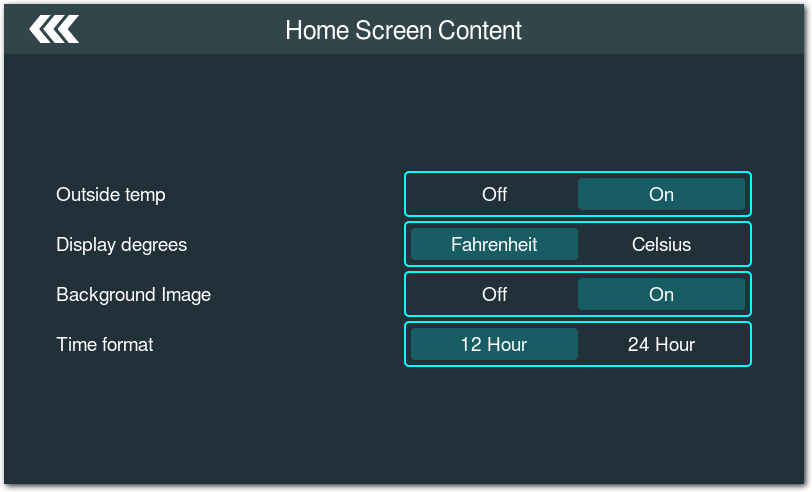 Home Screen Content
Outside temp Off On
Display degrees Fahrenheit Celsius
Background Image Off On
Time format 12 Hour 24 Hour